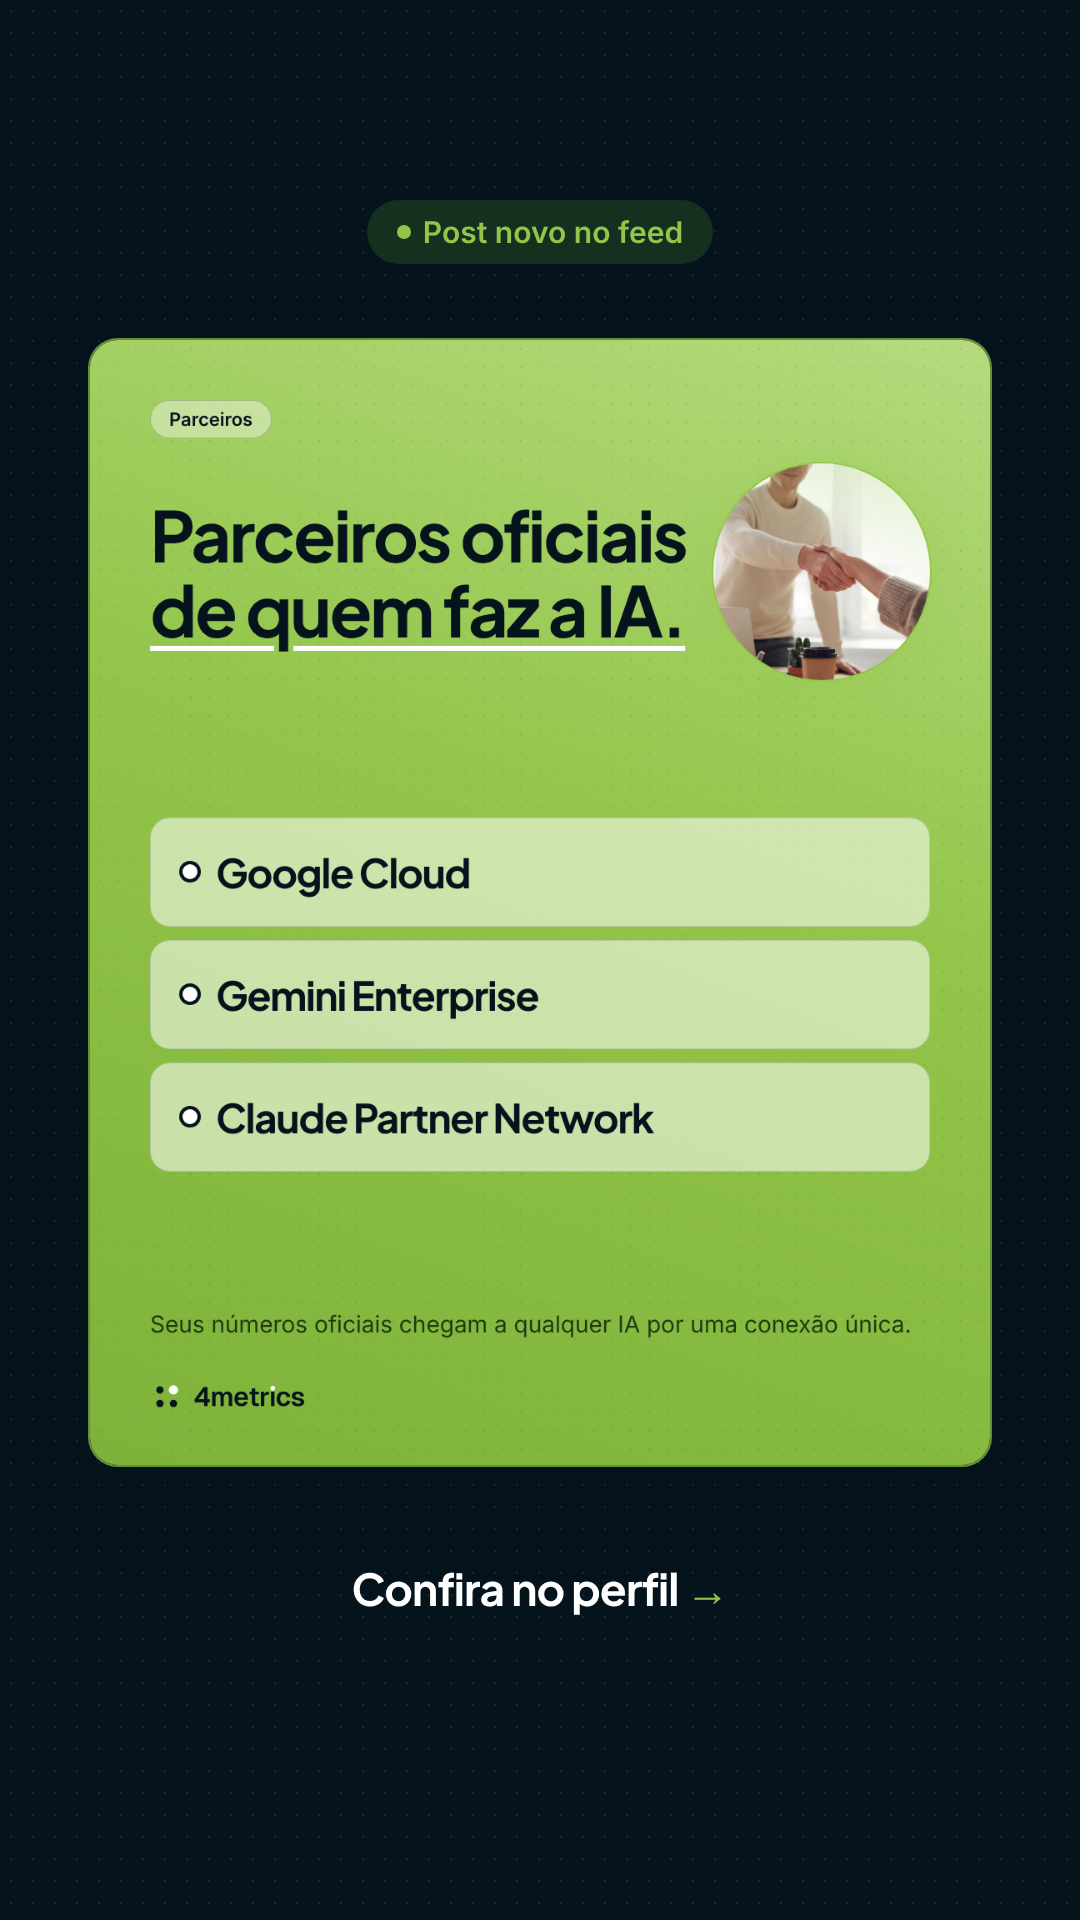 Post novo no feed
Parceiros
Parceiros oficiais
de quem faz a IA.
Google Cloud
Gemini Enterprise
Claude Partner Network
Seus números oficiais chegam a qualquer IA por uma conexão única.
4metrics
Confira no perfil →